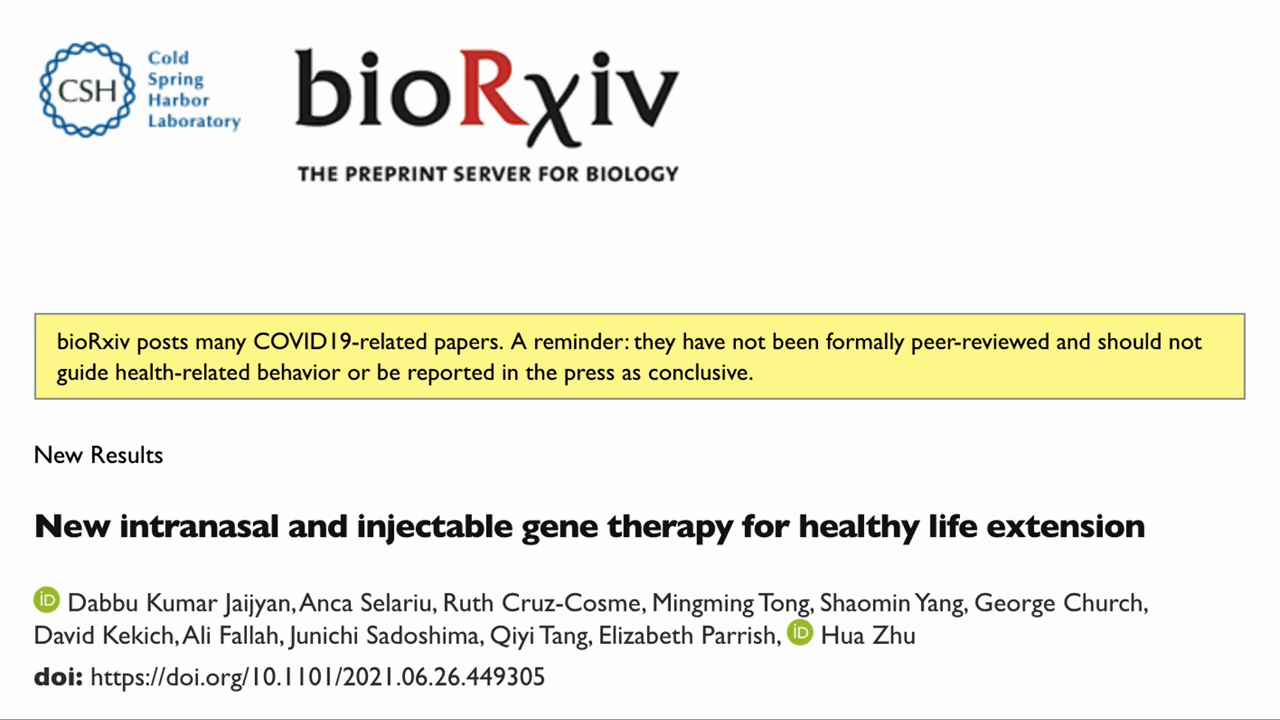 CSH
Cold
Spring
Harbor
Laboratory
bioRxiv
THE PREPRINT SERVER FOR BIOLOGY
bioRxiv posts many COVID19-related papers. A reminder: they have not been formally peer-reviewed and should not
guide health-related behavior or be reported in the press as conclusive.
New Results
New intranasal and injectable gene therapy for healthy life extension
iD Dabbu Kumar Jaijyan, Anca Selariu, Ruth Cruz-Cosme, Mingming Tong, Shaomin Yang, George Church,
David Kekich, Ali Fallah, Junichi Sadoshima, Qiyi Tang, Elizabeth Parrish, iD Hua Zhu
doi: https://doi.org/10.1101/2021.06.26.449305